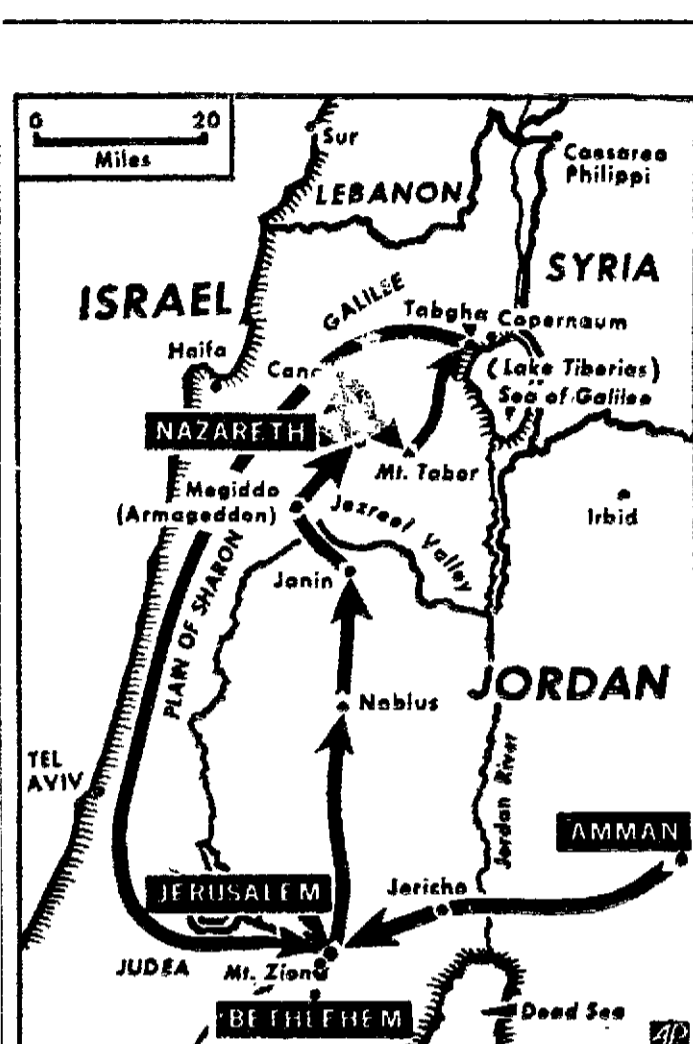 0 20
Miles
Sur
Caesarea
Philippi
LEBANON
SYRIA
ISRAEL
GALILEE
Tabgha
Capernaum
Haifa
Cana
(Lake Tiberias)
Sea of Galilee
NAZARETH
Mt. Tabor
Megiddo
(Armageddon)
Jezreel Valley
Irbid
Janin
PLAIN OF SHARON
JORDAN
Nablus
TEL
AVIV
Jordan River
AMMAN
JERUSALEM
Jericho
JUDEA
Mt. Zion
BETHLEHEM
Dead Sea
AP